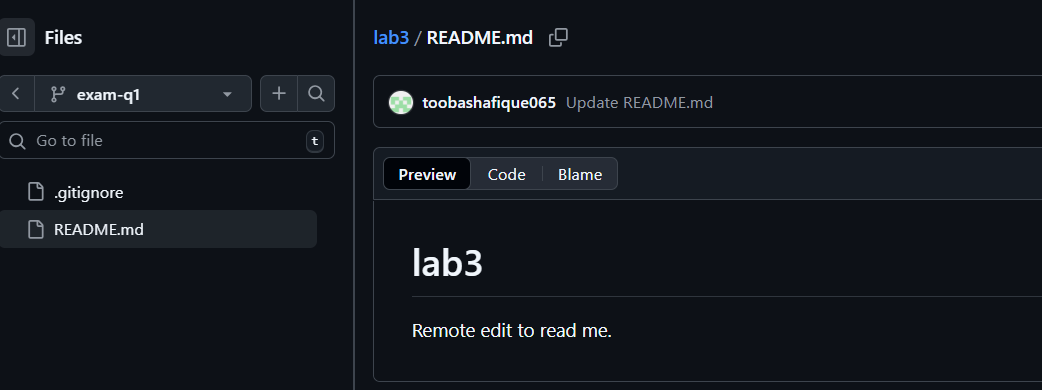 Files
exam-q1
Go to file
t
.gitignore
README.md
lab3 / README.md
toobashafique065 Update README.md
Preview Code Blame
lab3
Remote edit to read me.